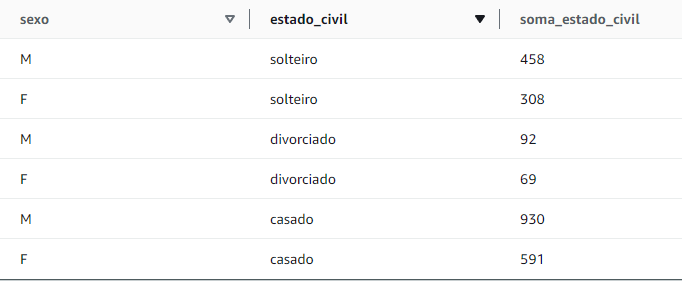 sexo estado_civil soma_estado_civil
M solteiro 458
F solteiro 308
M divorciado 92
F divorciado 69
M casado 930
F casado 591